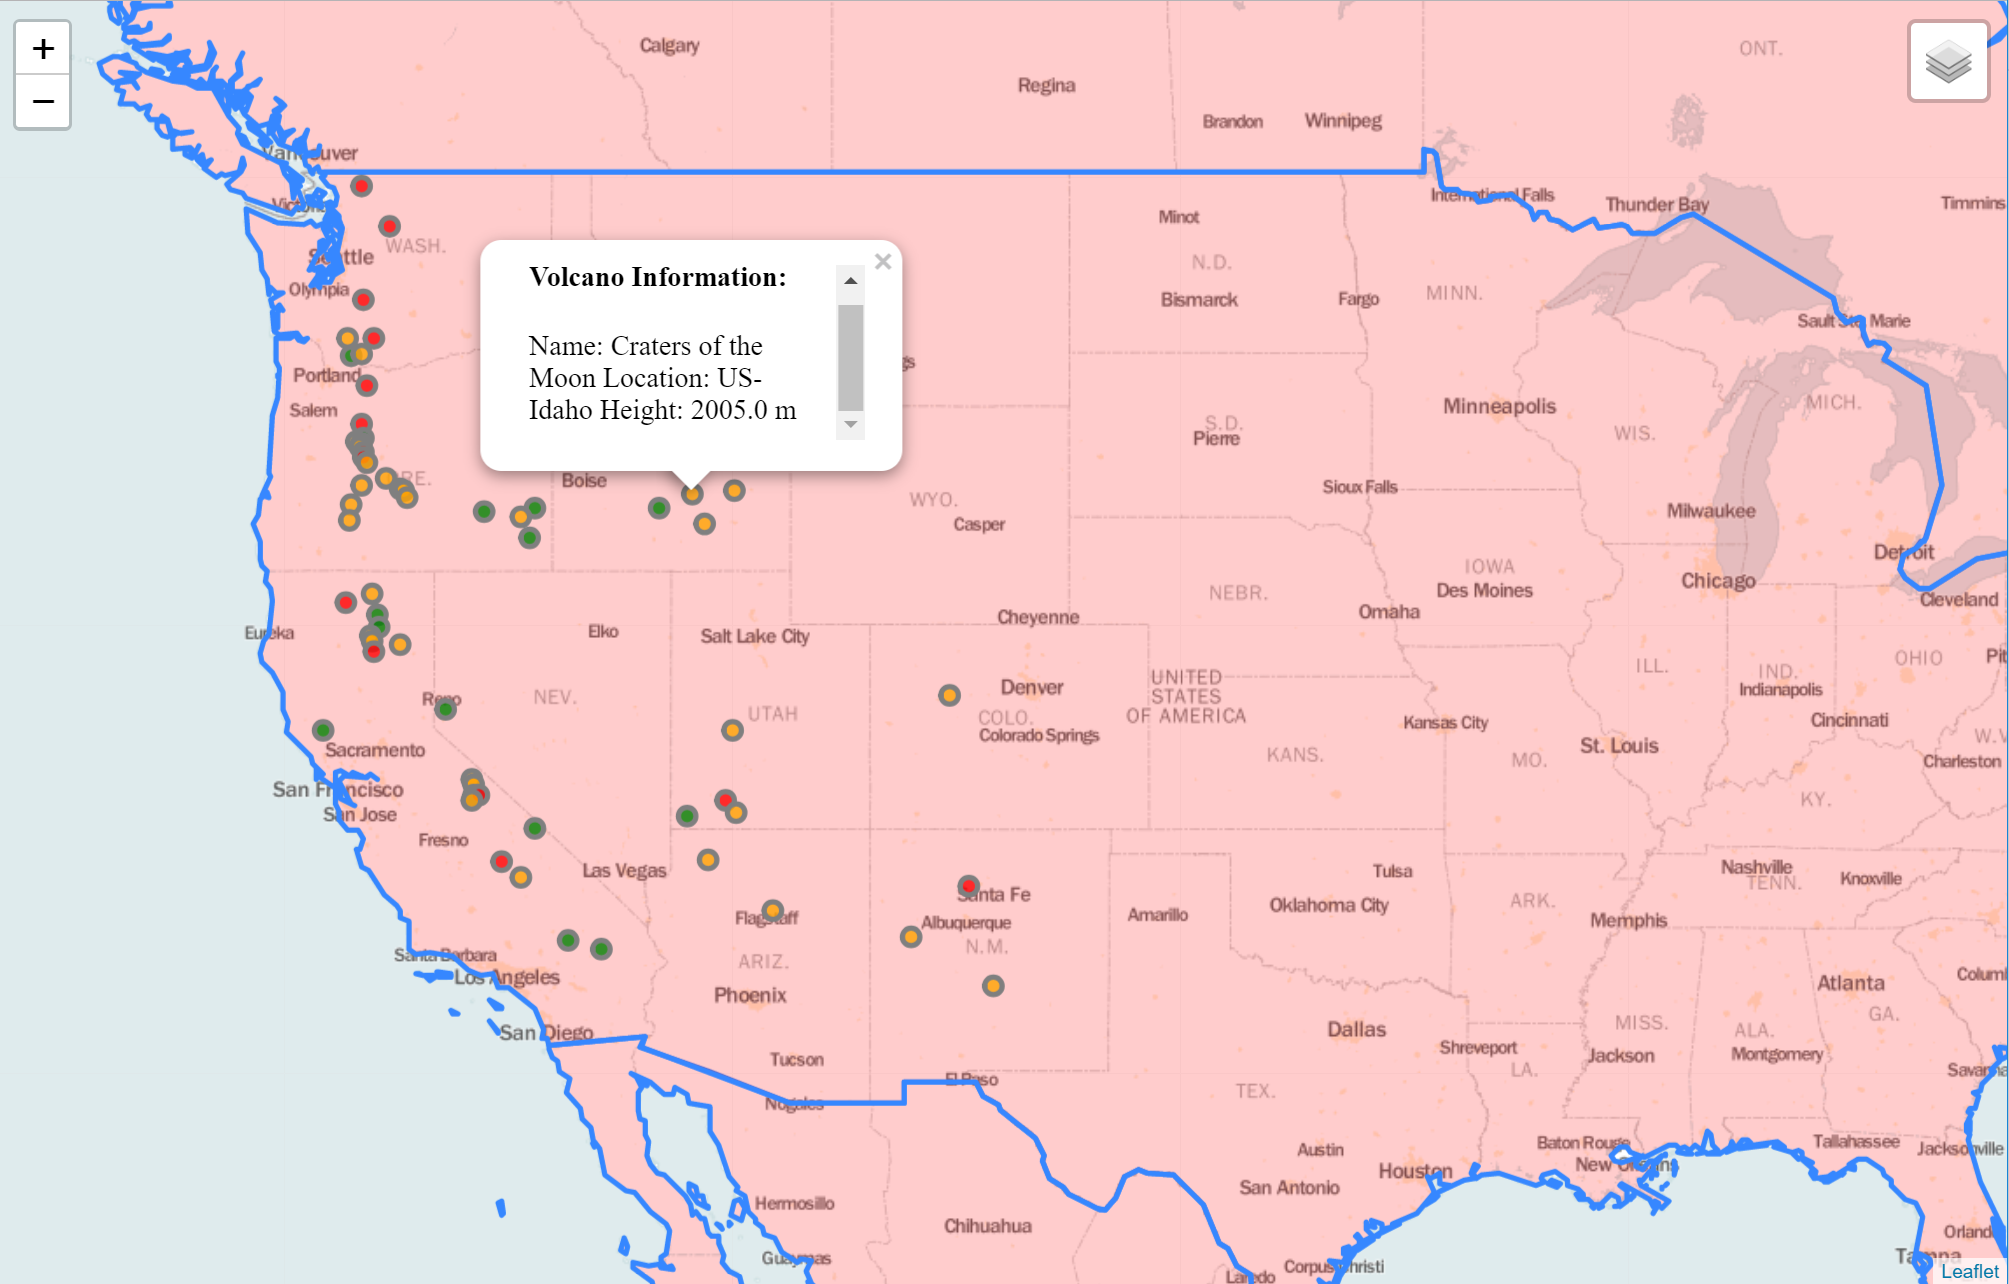 +
−
Calgary
ONT.
Regina
Brandon
Winnipeg
Vancouver
International Falls
Thunder Bay
Timmins
Victoria
Minot
WASH.
Seattle
N.D.
Olympia
Bismarck
Fargo
MINN.
Sault Ste. Marie
×
Volcano Information:
Name: Craters of the
Moon Location: US-
Idaho Height: 2005.0 m
gs
Portland
Salem
Minneapolis
MICH.
S.D.
Pierre
WIS.
RE.
Boise
WYO.
Sioux Falls
Casper
Milwaukee
Detroit
IOWA
Des Moines
Chicago
NEBR.
Cleveland
Omaha
Cheyenne
Eureka
Elko
Salt Lake City
OHIO
Pit
ILL.
IND.
Indianapolis
Denver
UNITED
STATES
OF AMERICA
Reno
NEV.
UTAH
COLO.
Colorado Springs
Kansas City
Cincinnati
W.V
Sacramento
KANS.
MO.
St. Louis
Charleston
San Francisco
San Jose
KY.
Fresno
Las Vegas
Tulsa
Nashville
TENN.
Knoxville
Santa Fe
Flagstaff
Albuquerque
N.M.
Amarillo
Oklahoma City
ARK.
Memphis
Santa Barbara
Los Angeles
ARIZ.
Phoenix
Atlanta
Columl
GA.
San Diego
Dallas
MISS.
ALA.
Shreveport
Jackson
Montgomery
Tucson
LA.
Savanna
El Paso
TEX.
Nogales
Austin
Baton Rouge
Tallahassee
Jacksonville
Houston
New Orleans
San Antonio
Hermosillo
Chihuahua
Orland
Guaymas
Corpus Christi
Laredo
Tampa
Leaflet